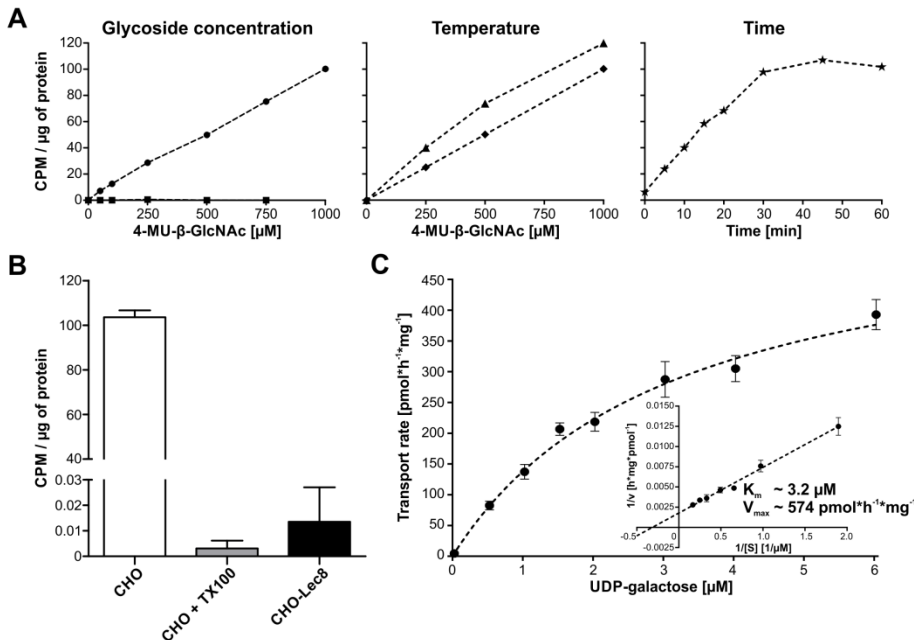 A
Glycoside concentration
Temperature
Time
CPM / µg of protein
120
100
80
60
40
20
0
0 250 500 750 1000
4-MU-β-GlcNAc [µM]
0 250 500 750 1000
4-MU-β-GlcNAc [µM]
0 10 20 30 40 50 60
Time [min]
B
CPM / µg of protein
120
100
80
60
0.03
0.02
0.01
0
CHO
CHO + TX100
CHO-Lec8
C
Transport rate [pmol*h⁻¹*mg⁻¹]
450
400
350
300
250
200
150
100
50
0
0 1 2 3 4 5 6
UDP-galactose [µM]
1/v [h*mg*pmol⁻¹]
0.0150
0.0125
0.0100
0.0075
0.0050
0.0025
-0.0025
-0.5 0.5 1.0 1.5 2.0
1/[S] [1/µM]
Kₘ ~ 3.2 µM
Vₘₐₓ ~ 574 pmol*h⁻¹*mg⁻¹